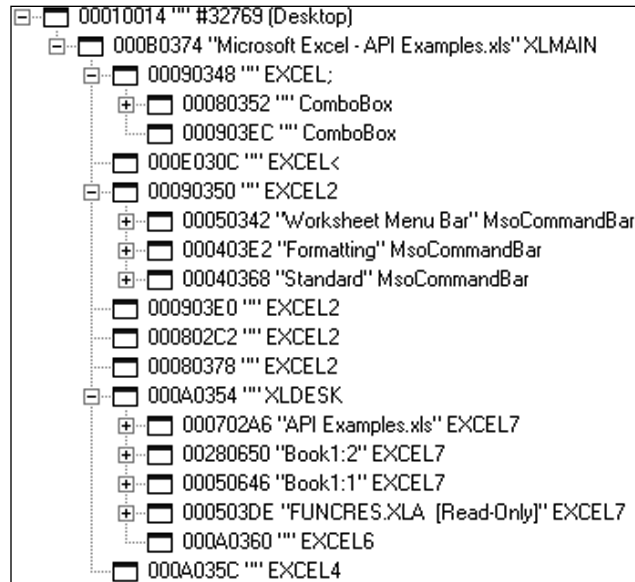 00010014 "" #32769 (Desktop)
000B0374 "Microsoft Excel - API Examples.xls" XLMAIN
00090348 "" EXCEL;
00080352 "" ComboBox
000903EC "" ComboBox
000E030C "" EXCEL<
00090350 "" EXCEL2
00050342 "Worksheet Menu Bar" MsoCommandBar
000403E2 "Formatting" MsoCommandBar
00040368 "Standard" MsoCommandBar
000903E0 "" EXCEL2
000802C2 "" EXCEL2
00080378 "" EXCEL2
000A0354 "" XLDESK
000702A6 "API Examples.xls" EXCEL7
00280650 "Book1:2" EXCEL7
00050646 "Book1:1" EXCEL7
000503DE "FUNCRES.XLA  [Read-Only]" EXCEL7
000A0360 "" EXCEL6
000A035C "" EXCEL4